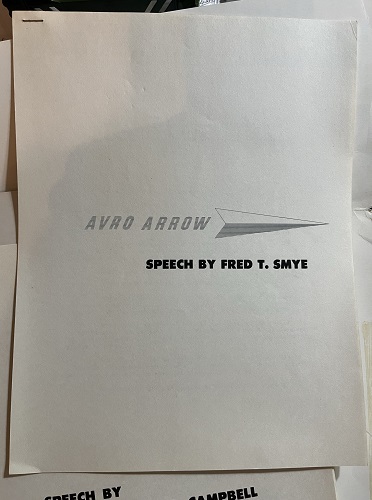 AVRO ARROW
SPEECH BY FRED T. SMYE
SPEECH BY CAMPBELL